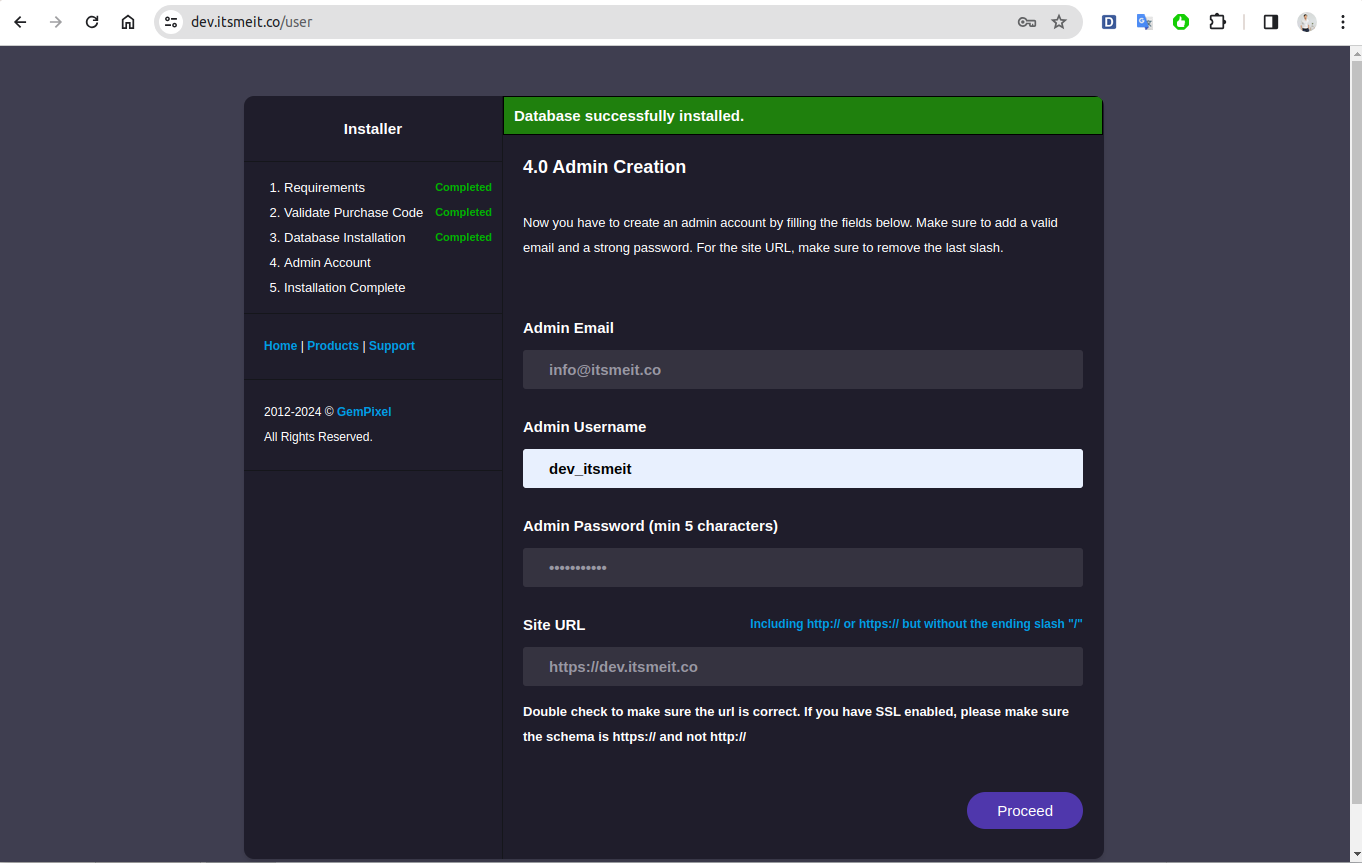 dev.itsmeit.co/user
Installer
1. Requirements Completed
2. Validate Purchase Code Completed
3. Database Installation Completed
4. Admin Account
5. Installation Complete
Home | Products | Support
2012-2024 © GemPixel
All Rights Reserved.
Database successfully installed.
4.0 Admin Creation
Now you have to create an admin account by filling the fields below. Make sure to add a valid
email and a strong password. For the site URL, make sure to remove the last slash.
Admin Email
info@itsmeit.co
Admin Username
dev_itsmeit
Admin Password (min 5 characters)
•••••••••••
Site URL Including http:// or https:// but without the ending slash "/"
https://dev.itsmeit.co
Double check to make sure the url is correct. If you have SSL enabled, please make sure
the schema is https:// and not http://
Proceed